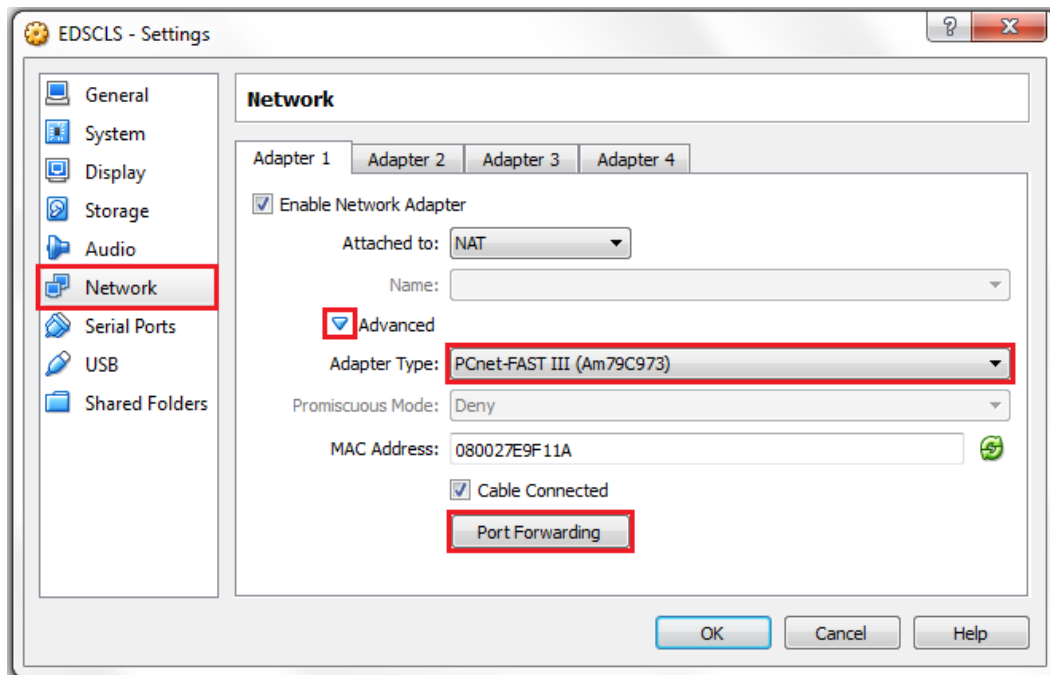 EDSCLS - Settings
?
General
System
Display
Storage
Audio
Network
Serial Ports
USB
Shared Folders
Network
Adapter 1 Adapter 2 Adapter 3 Adapter 4
Enable Network Adapter
Attached to: NAT
Name:
Advanced
Adapter Type: PCnet-FAST III (Am79C973)
Promiscuous Mode: Deny
MAC Address: 080027E9F11A
Cable Connected
Port Forwarding
OK Cancel Help